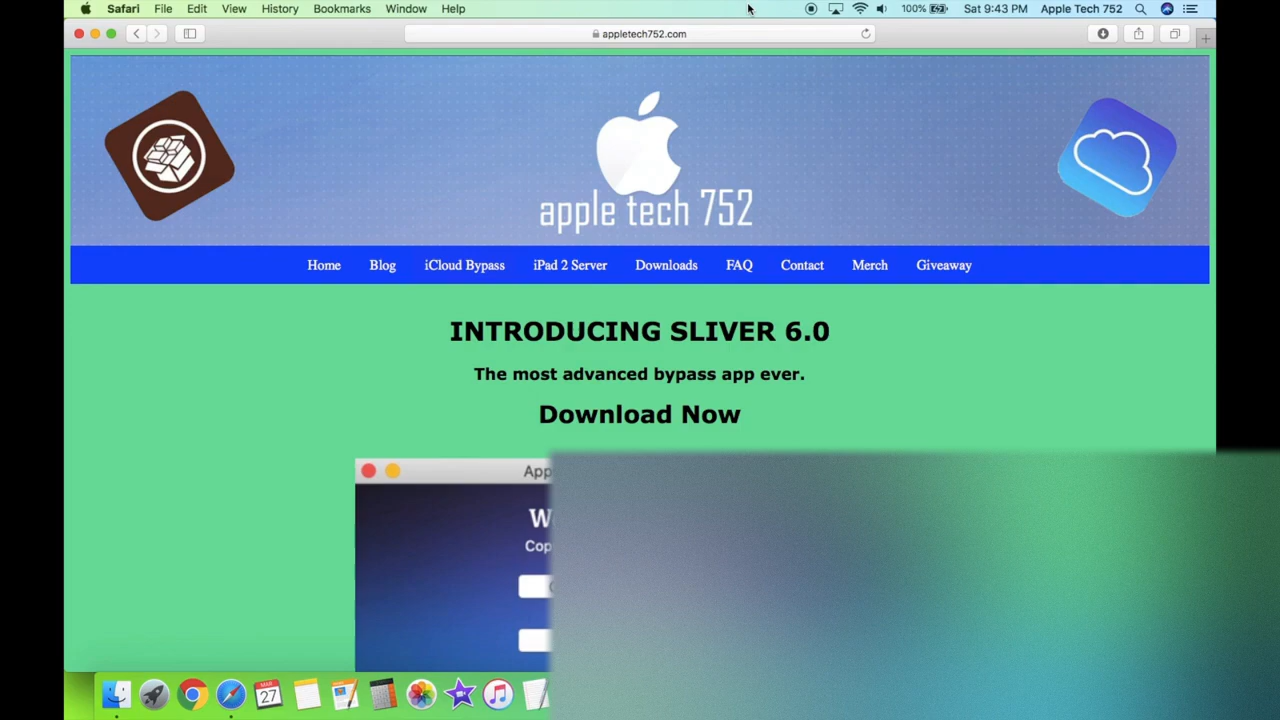 Safari File Edit View History Bookmarks Window Help 100% Sat 9:43 PM Apple Tech 752
appletech752.com
apple tech 752
Home Blog iCloud Bypass iPad 2 Server Downloads FAQ Contact Merch Giveaway
INTRODUCING SLIVER 6.0
The most advanced bypass app ever.
Download Now
MAR
27